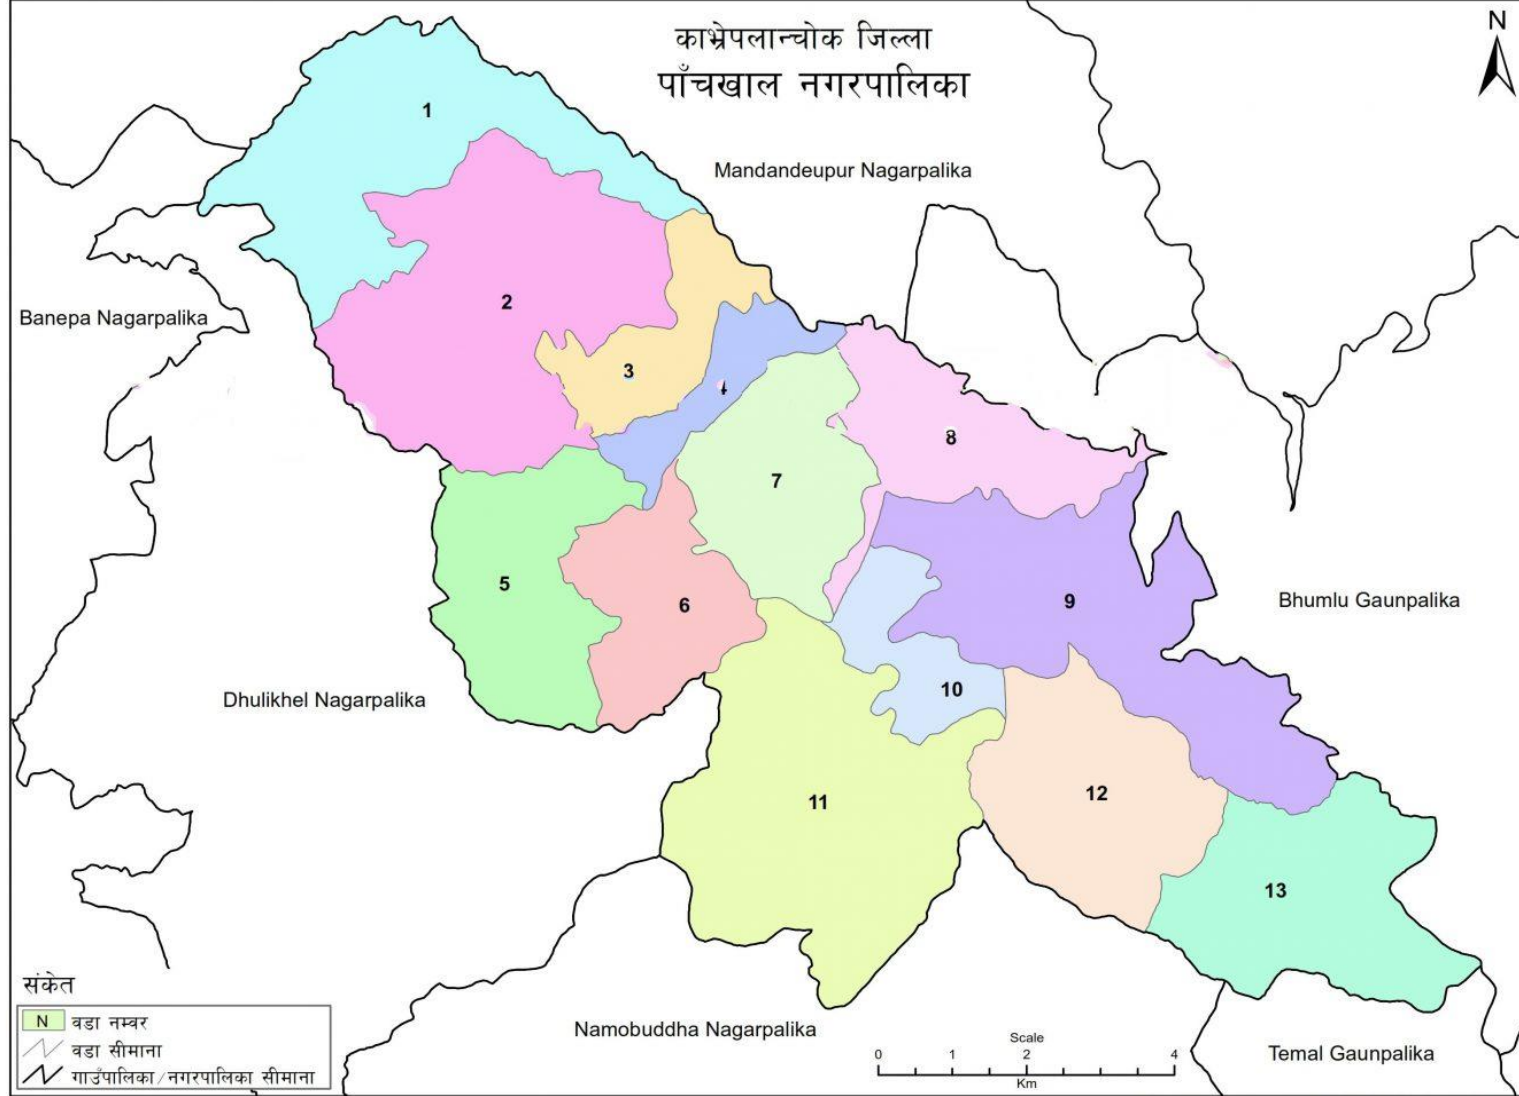 काभ्रेपलान्चोक जिल्ला
पाँचखाल नगरपालिका
N
1
Mandandeupur Nagarpalika
2
Banepa Nagarpalika
3
4
8
7
5
6
9
Bhumlu Gaunpalika
10
Dhulikhel Nagarpalika
12
11
13
संकेत
N वडा नम्वर
वडा सीमाना
गाउँपालिका/नगरपालिका सीमाना
Namobuddha Nagarpalika
Scale
0 1 2 4
Km
Temal Gaunpalika